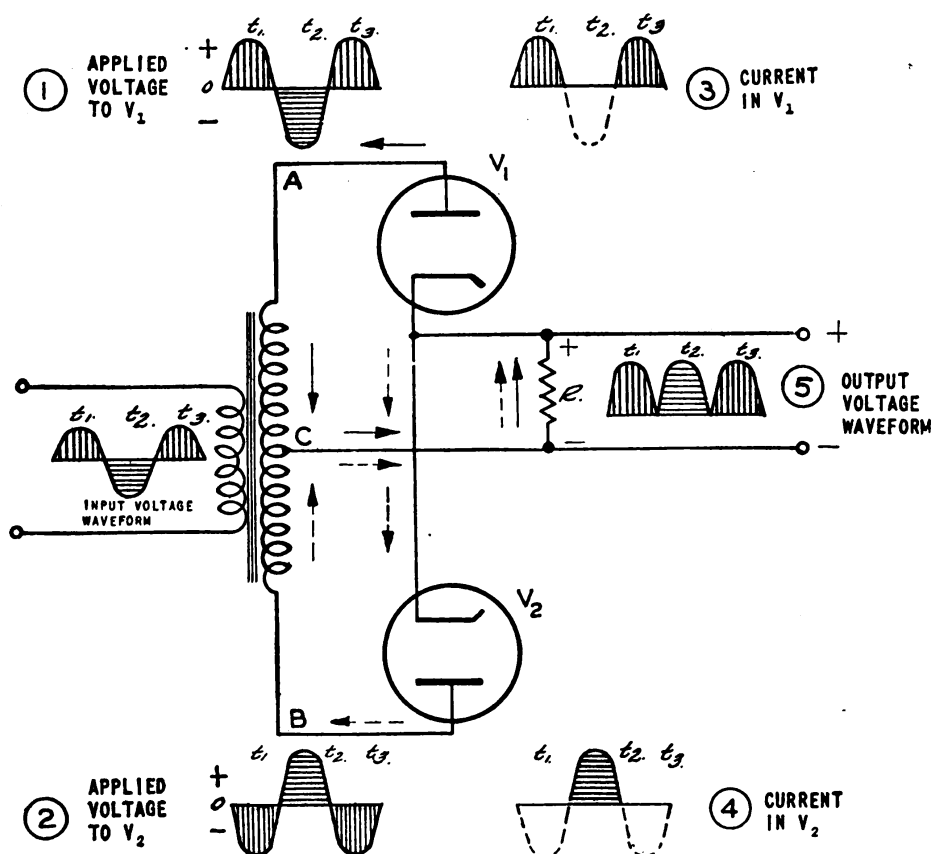 t1. t2. t3.
+
0
−
1
APPLIED
VOLTAGE
TO V1
t1. t2. t3
3
CURRENT
IN V1
A
V1
+
+
t1. t2. t3.
R.
5
OUTPUT
VOLTAGE
WAVEFORM
−
−
C
t1. t2. t3.
INPUT VOLTAGE
WAVEFORM
V2
B
t1 t2. t3.
+
0
−
2
APPLIED
VOLTAGE
TO V2
t1. t2. t3.
4
CURRENT
IN V2